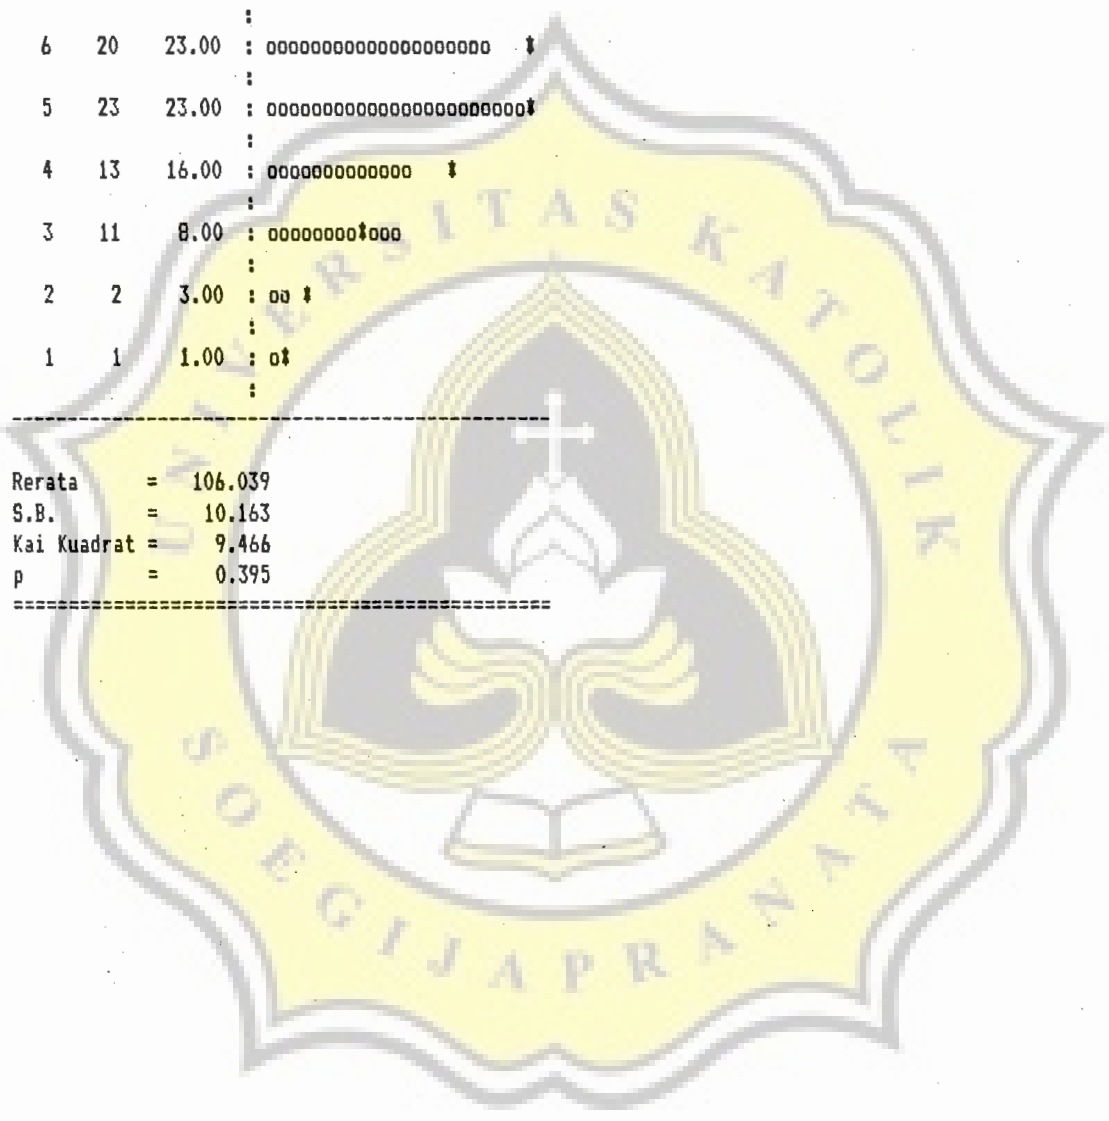 :
6 20 23.00 : oooooooooooooooooooo *
:
5 23 23.00 : ooooooooooooooooooooooo*
:
4 13 16.00 : ooooooooooooo *
:
3 11 8.00 : oooooooo*ooo
:
2 2 3.00 : oo *
:
1 1 1.00 : o*
:
--------------------------------------------------
Rerata = 106.039
S.B. = 10.163
Kai Kuadrat = 9.466
p = 0.395
==================================================
UNIVERSITAS KATOLIK
SOEGIJAPRANATA